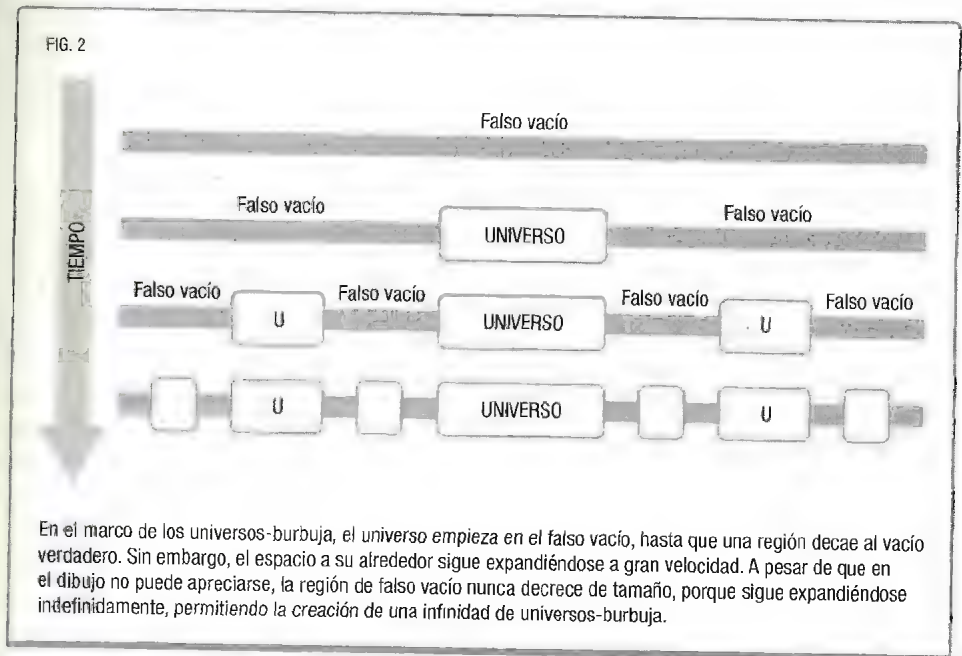 FIG. 2
TIEMPO
Falso vacío
Falso vacío
UNIVERSO
Falso vacío
Falso vacío
U
Falso vacío
UNIVERSO
Falso vacío
U
Falso vacío
U
UNIVERSO
U
En el marco de los universos-burbuja, el universo empieza en el falso vacío, hasta que una región decae al vacío
verdadero. Sin embargo, el espacio a su alrededor sigue expandiéndose a gran velocidad. A pesar de que en
el dibujo no puede apreciarse, la región de falso vacío nunca decrece de tamaño, porque sigue expandiéndose
indefinidamente, permitiendo la creación de una infinidad de universos-burbuja.